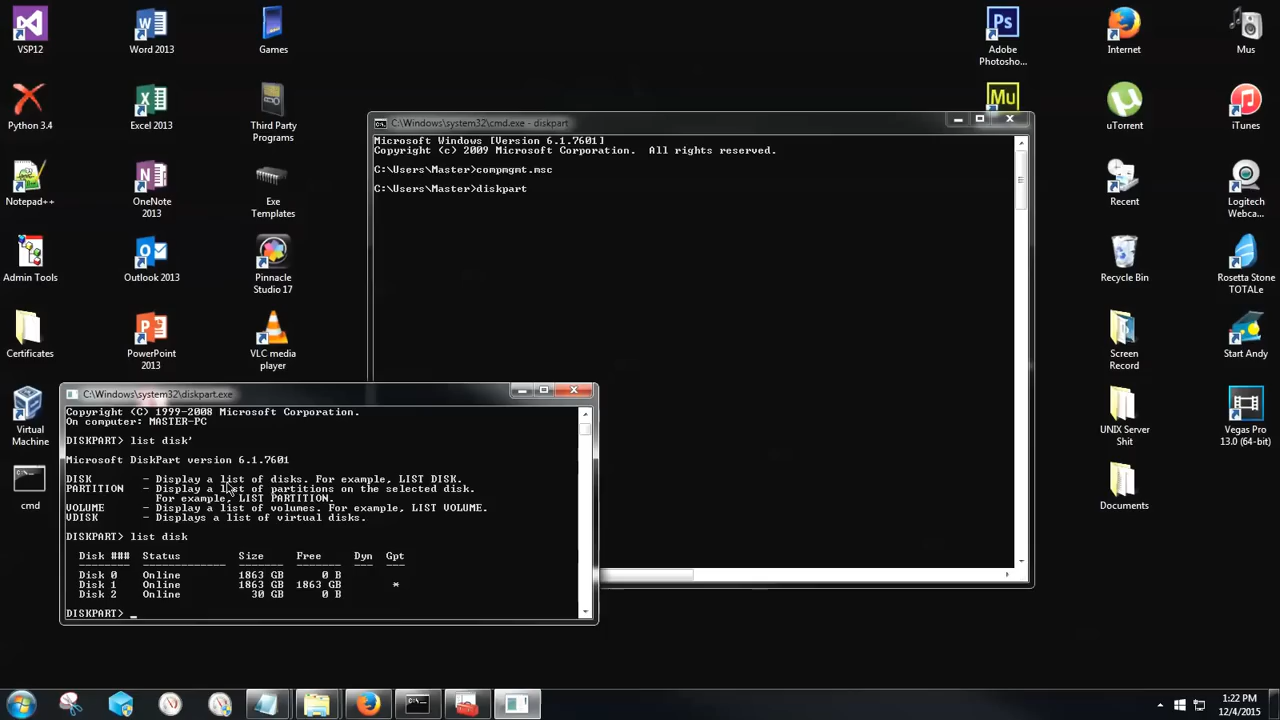 VSP12
Word 2013
Games
Adobe
Photosho...
Internet
Mus
Python 3.4
Excel 2013
Third Party
Programs
Mu
uTorrent
iTunes
Notepad++
OneNote
2013
Exe
Templates
Recent
Logitech
Webca...
Admin Tools
Outlook 2013
Pinnacle
Studio 17
Recycle Bin
Rosetta Stone
TOTALe
Certificates
PowerPoint
2013
VLC media
player
Screen
Record
Start Andy
Virtual
Machine
UNIX Server
Shit
Vegas Pro
13.0 (64-bit)
cmd
Documents
C:\Windows\system32\cmd.exe - diskpart
Microsoft Windows [Version 6.1.7601]
Copyright (c) 2009 Microsoft Corporation.  All rights reserved.
C:\Users\Master>compmgmt.msc
C:\Users\Master>diskpart
C:\Windows\system32\diskpart.exe
Copyright (C) 1999-2008 Microsoft Corporation.
On computer: MASTER-PC
DISKPART> list disk'
Microsoft DiskPart version 6.1.7601
DISK - Display a list of disks. For example, LIST DISK.
PARTITION - Display a list of partitions on the selected disk.
For example, LIST PARTITION.
VOLUME - Display a list of volumes. For example, LIST VOLUME.
VDISK - Displays a list of virtual disks.
DISKPART> list disk
Disk ### Status Size Free Dyn Gpt
-------- ------------- ------- ------- --- ---
Disk 0 Online 1863 GB 0 B
Disk 1 Online 1863 GB 1863 GB *
Disk 2 Online 30 GB 0 B
DISKPART> _
1:22 PM
12/4/2015